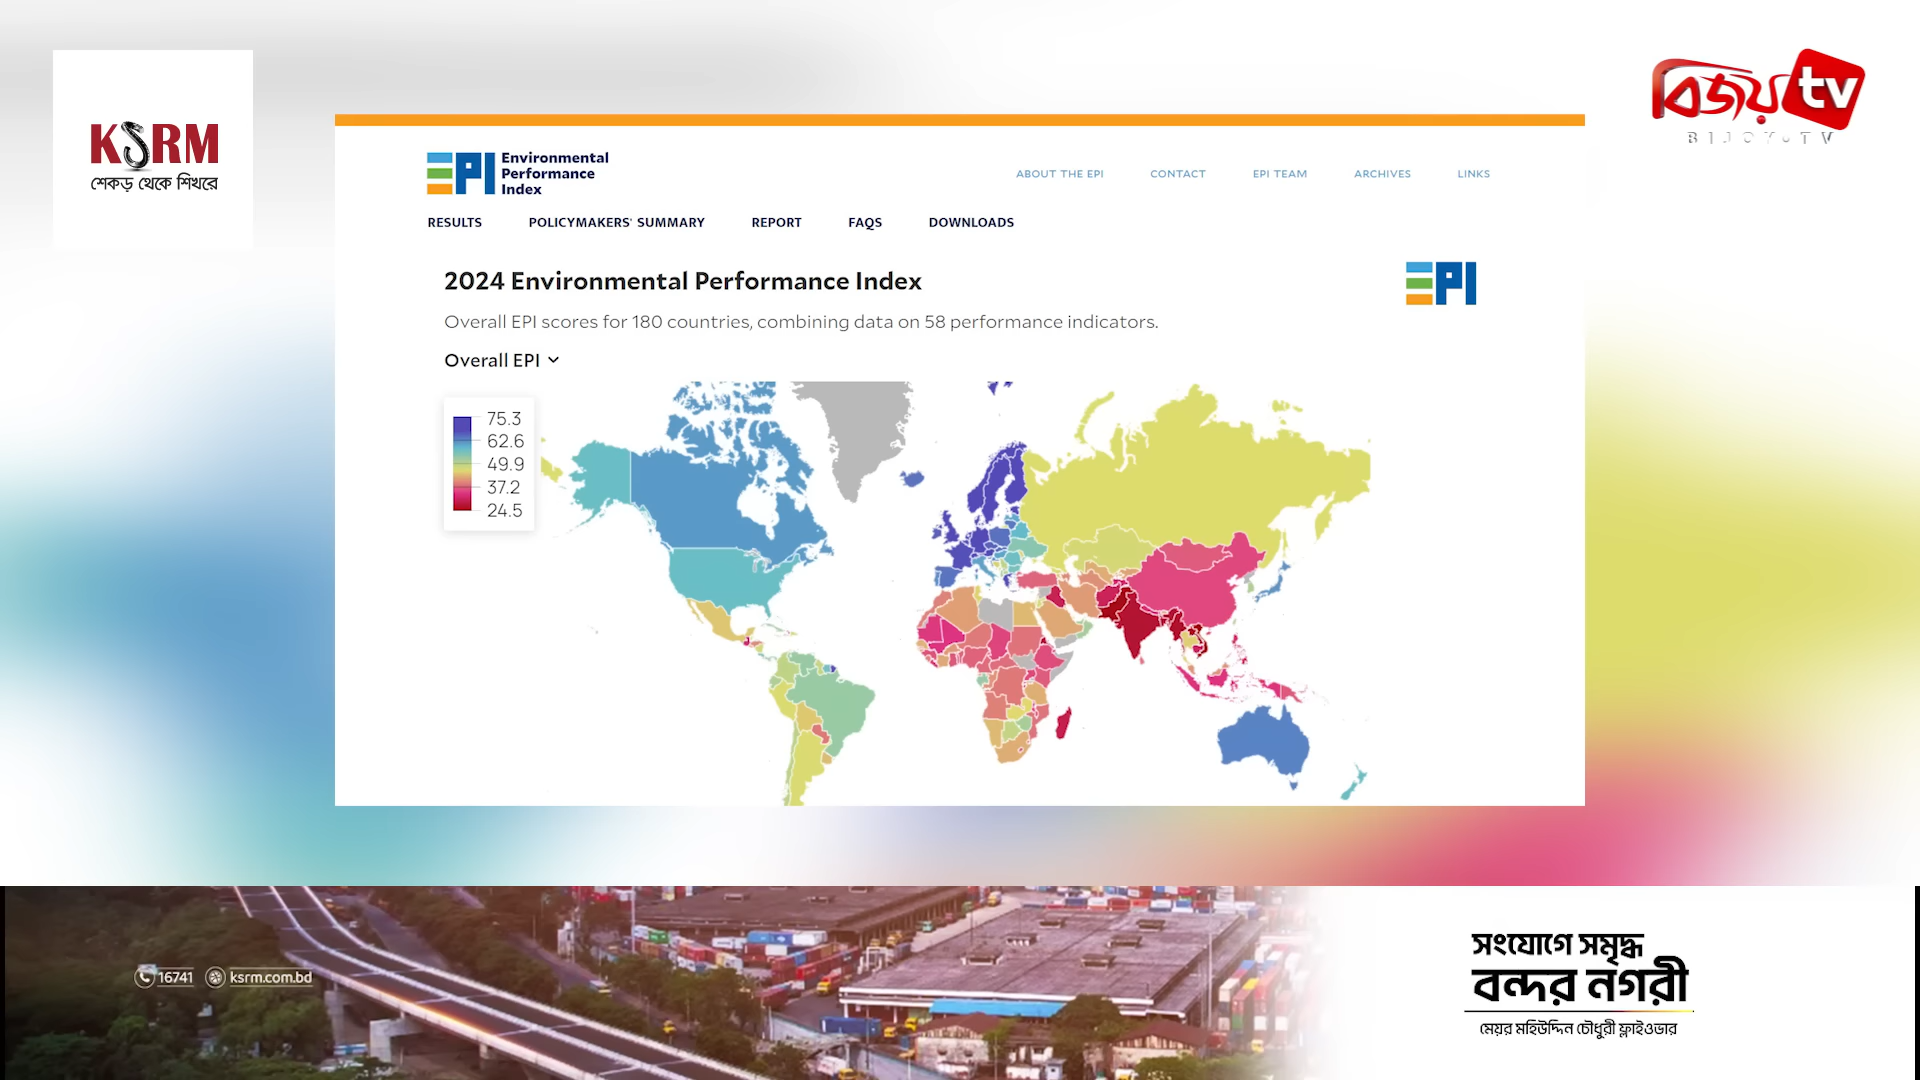 KSRM
শেকড় থেকে শিখরে
বিজয় tv
BIJOY TV
EPI Environmental
Performance
Index
ABOUT THE EPI CONTACT EPI TEAM ARCHIVES LINKS
RESULTS POLICYMAKERS' SUMMARY REPORT FAQS DOWNLOADS
2024 Environmental Performance Index
EPI
Overall EPI scores for 180 countries, combining data on 58 performance indicators.
Overall EPI
75.3
62.6
49.9
37.2
24.5
16741 ksrm.com.bd
সংযোগে সমৃদ্ধ
বন্দর নগরী
মেয়র মহিউদ্দিন চৌধুরী ফ্লাইওভার